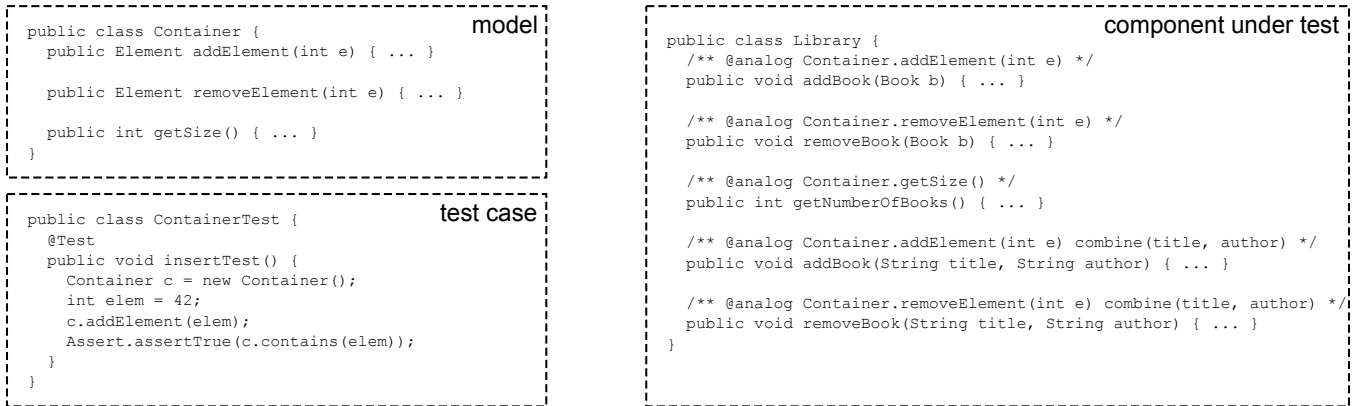 model
public class Container {
  public Element addElement(int e) { ... }
  public Element removeElement(int e) { ... }
  public int getSize() { ... }
}
test case
public class ContainerTest {
  @Test
  public void insertTest() {
    Container c = new Container();
    int elem = 42;
    c.addElement(elem);
    Assert.assertTrue(c.contains(elem));
  }
}
component under test
public class Library {
  /** @analog Container.addElement(int e) */
  public void addBook(Book b) { ... }
  /** @analog Container.removeElement(int e) */
  public void removeBook(Book b) { ... }
  /** @analog Container.getSize() */
  public int getNumberOfBooks() { ... }
  /** @analog Container.addElement(int e) combine(title, author) */
  public void addBook(String title, String author) { ... }
  /** @analog Container.removeElement(int e) combine(title, author) */
  public void removeBook(String title, String author) { ... }
}